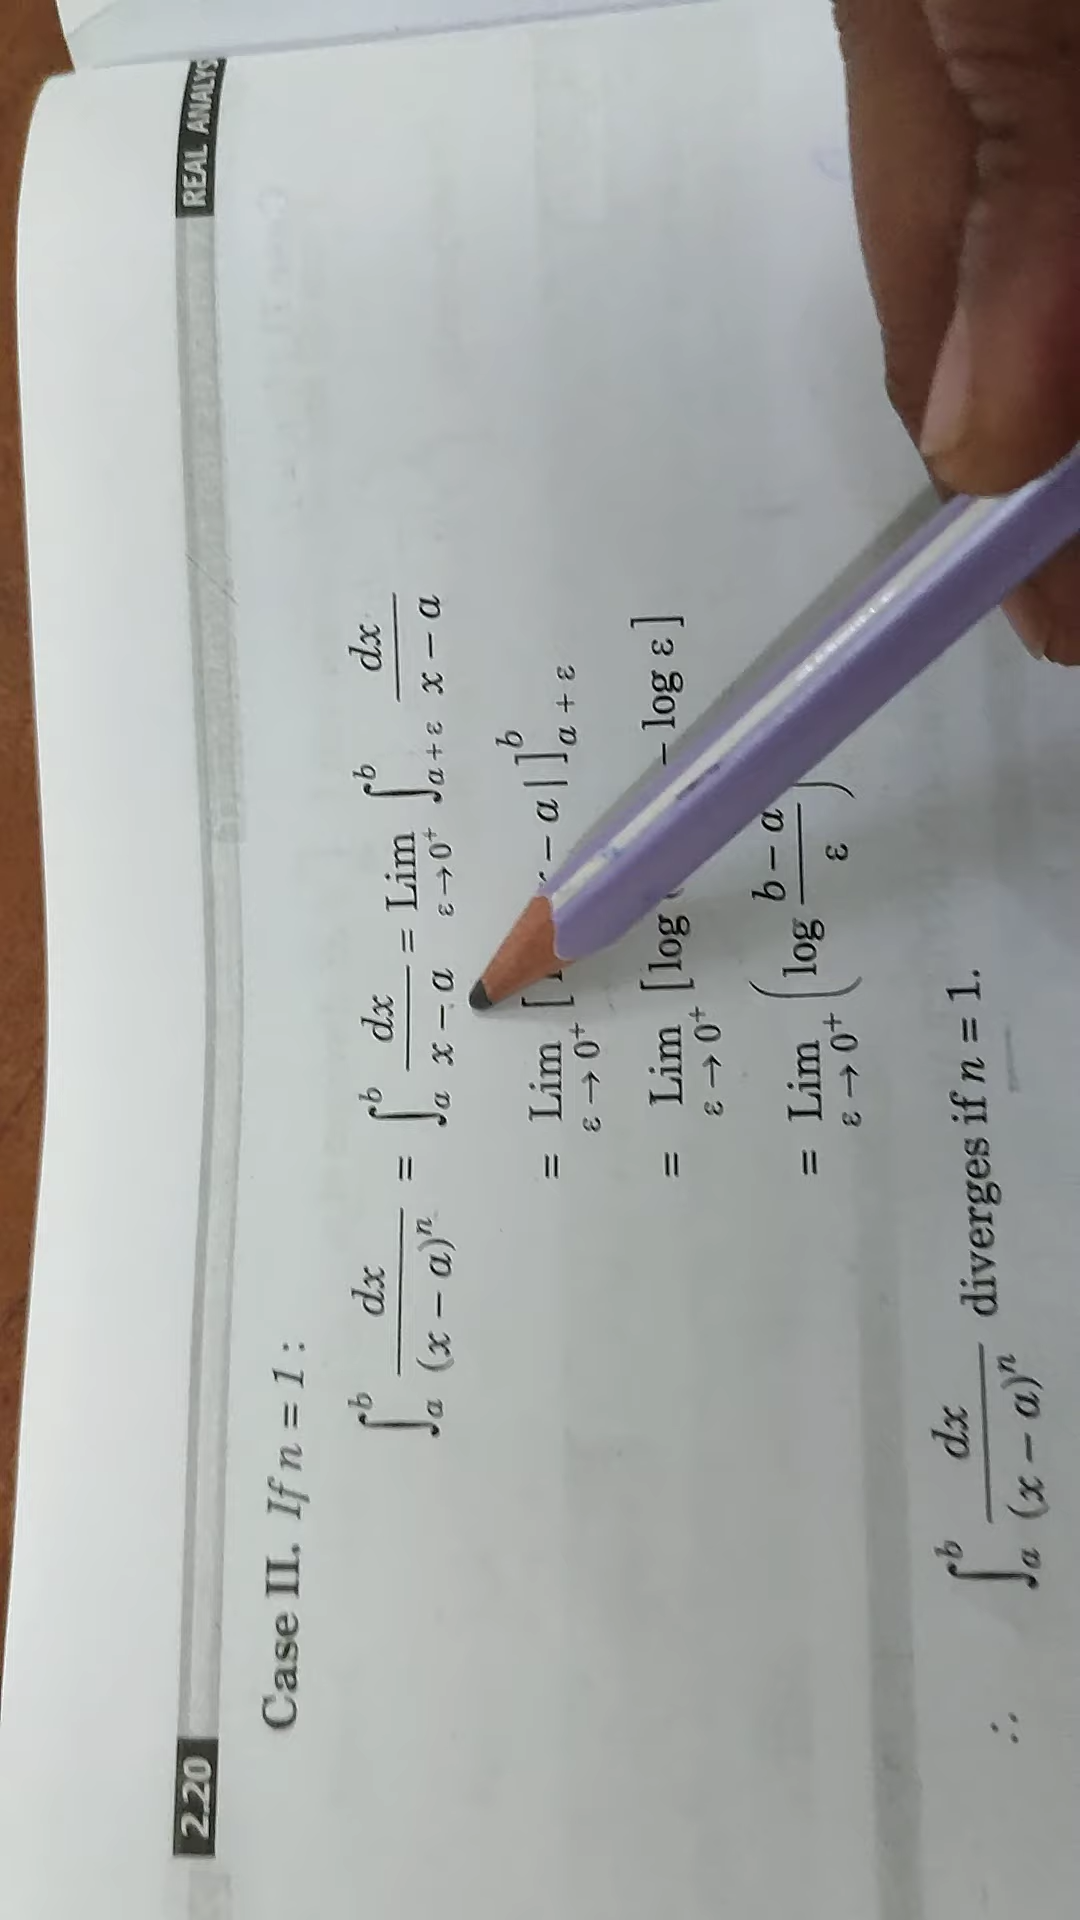 2.20 REAL ANALYS
Case II. If n = 1 :
∫_a^b dx/(x – a)^n = ∫_a^b dx/(x – a) = Lim_{ε→0⁺} ∫_{a+ε}^b dx/(x – a)
= Lim_{ε→0⁺} [ – a | ]_{a+ε}^b
= Lim_{ε→0⁺} [log – log ε]
= Lim_{ε→0⁺} (log (b – a)/ε)
∴ ∫_a^b dx/(x – a)^n diverges if n = 1.